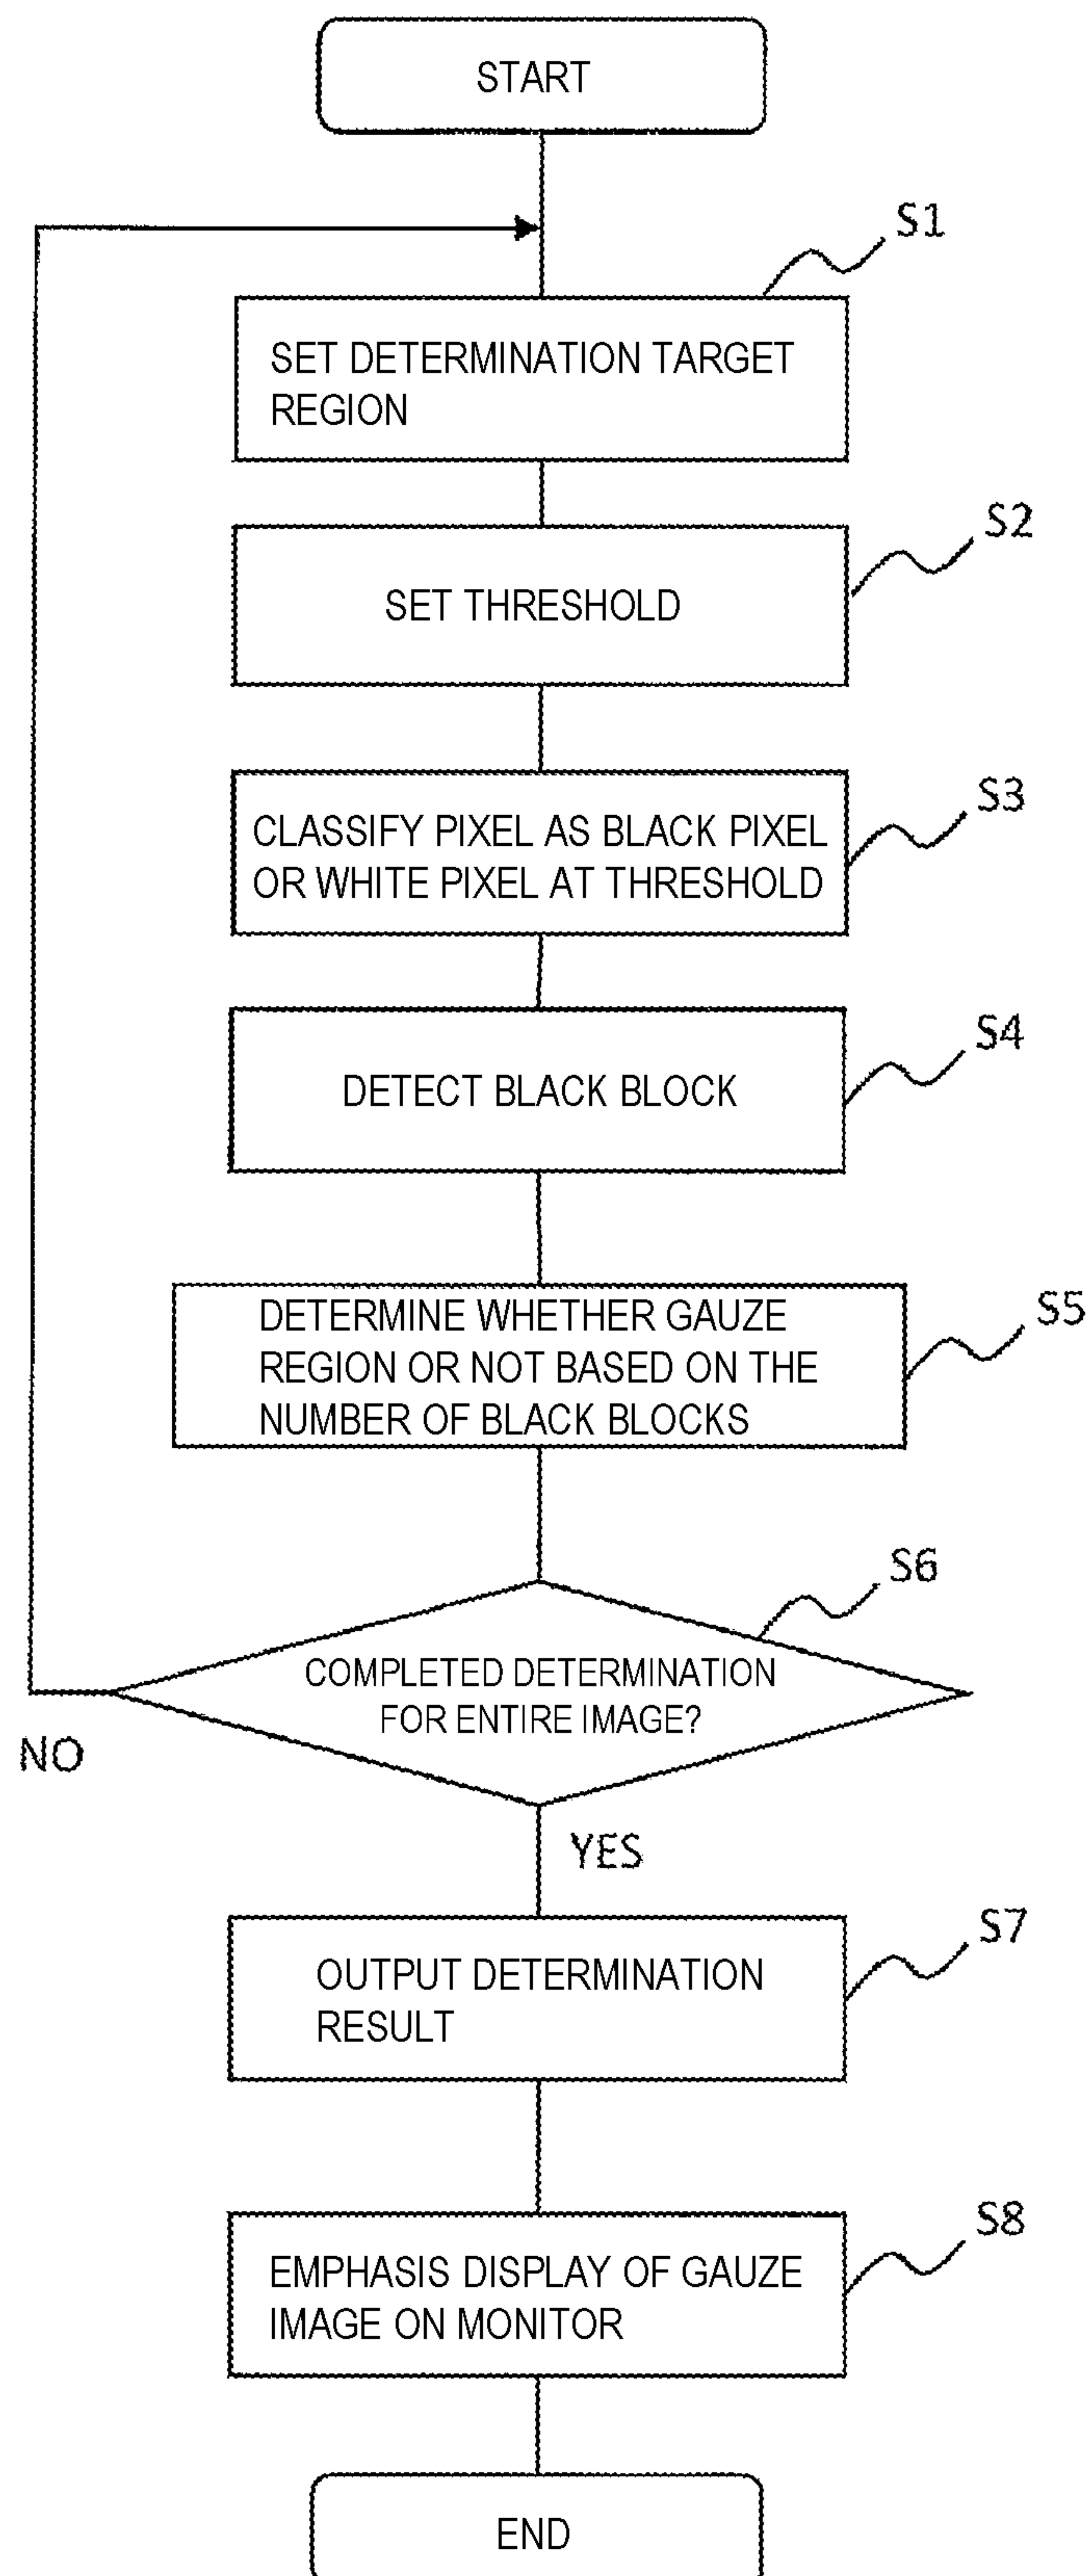 START
S1
SET DETERMINATION TARGET
REGION
S2
SET THRESHOLD
S3
CLASSIFY PIXEL AS BLACK PIXEL
OR WHITE PIXEL AT THRESHOLD
S4
DETECT BLACK BLOCK
S5
DETERMINE WHETHER GAUZE
REGION OR NOT BASED ON THE
NUMBER OF BLACK BLOCKS
S6
COMPLETED DETERMINATION
FOR ENTIRE IMAGE?
NO
YES
S7
OUTPUT DETERMINATION
RESULT
S8
EMPHASIS DISPLAY OF GAUZE
IMAGE ON MONITOR
END